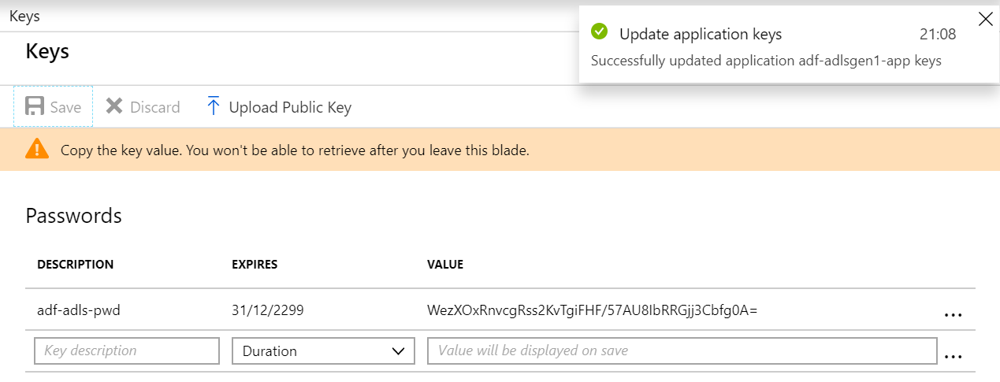 Keys
Update application keys 21:08
Successfully updated application adf-adlsgen1-app keys
Keys
Save Discard Upload Public Key
Copy the key value. You won't be able to retrieve after you leave this blade.
Passwords
DESCRIPTION EXPIRES VALUE
adf-adls-pwd 31/12/2299 WezXOxRnvcgRss2KvTgiFHF/57AU8IbRRGjj3Cbfg0A= ...
Key description Duration Value will be displayed on save ...